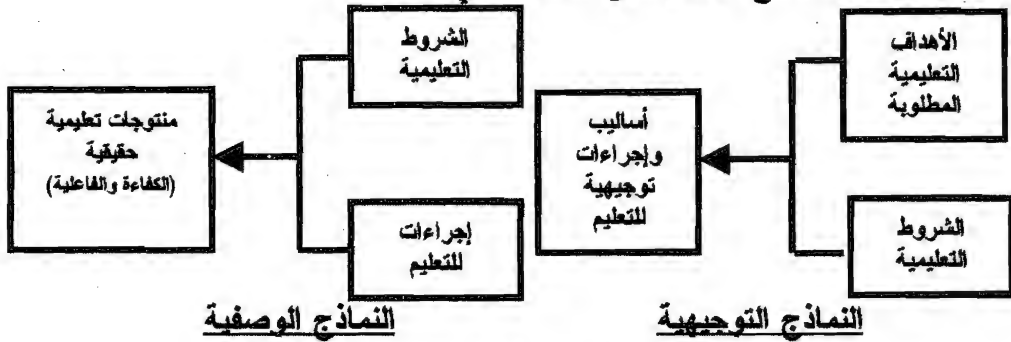 الأهداف
التعليمية
المطلوبة
الشروط
التعليمية
أساليب
وإجراءات
توجيهية
للتعليم
النماذج التوجيهية
الشروط
التعليمية
إجراءات
للتعليم
منتوجات تعليمية
حقيقية
(الكفاءة والفاعلية)
النماذج الوصفية